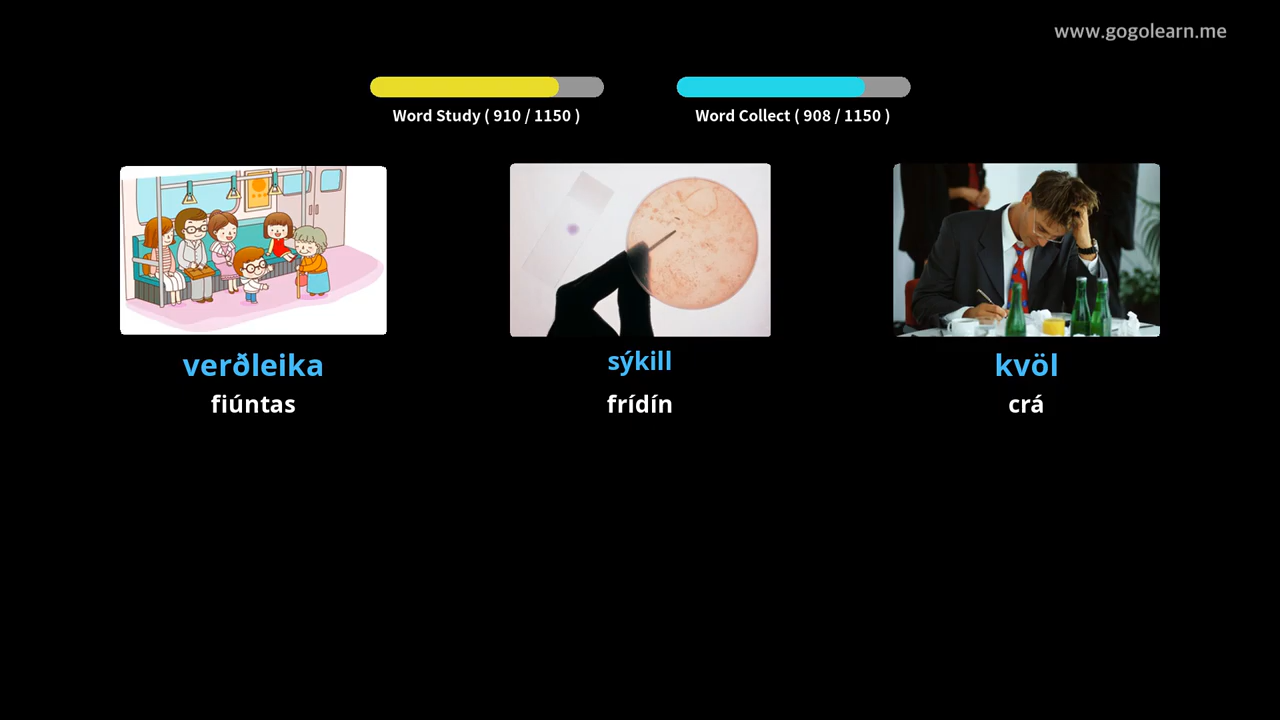 www.gogolearn.me
Word Study ( 910 / 1150 )
Word Collect ( 908 / 1150 )
verðleika
fiúntas
sýkill
frídín
kvöl
crá